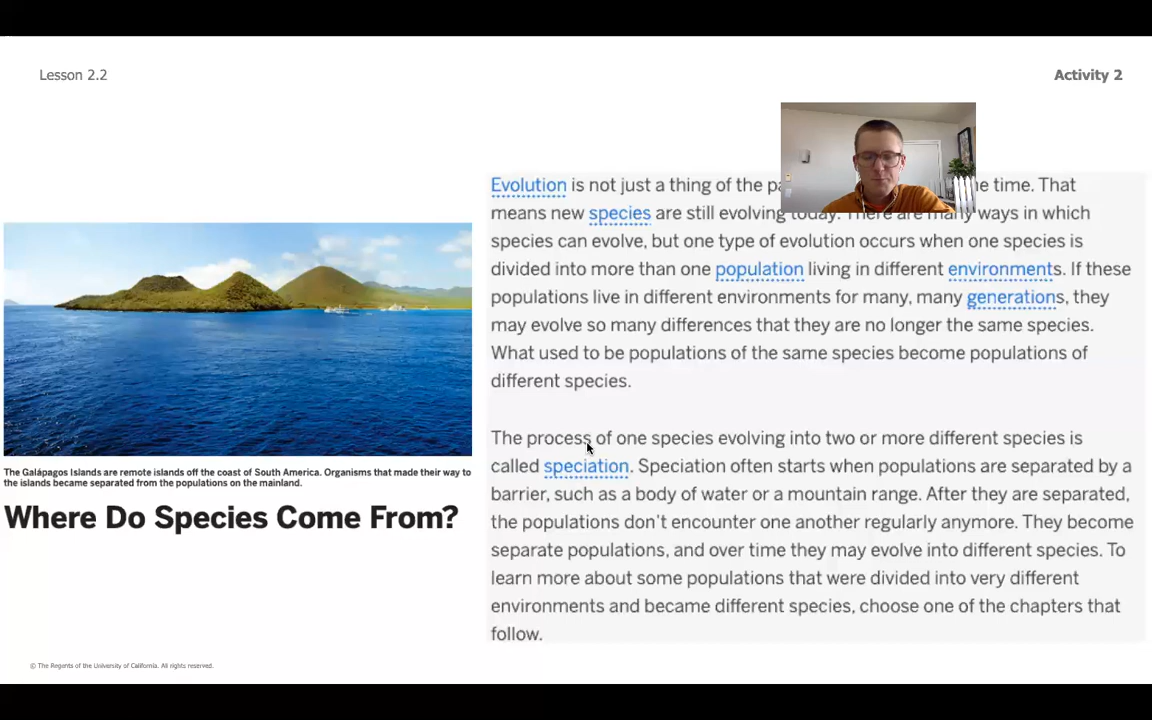 Lesson 2.2
Activity 2
Evolution is not just a thing of the time. That
means new species are still evolving today. There are many ways in which
species can evolve, but one type of evolution occurs when one species is
divided into more than one population living in different environments. If these
populations live in different environments for many, many generations, they
may evolve so many differences that they are no longer the same species.
What used to be populations of the same species become populations of
different species.
The process of one species evolving into two or more different species is
called speciation. Speciation often starts when populations are separated by a
barrier, such as a body of water or a mountain range. After they are separated,
the populations don't encounter one another regularly anymore. They become
separate populations, and over time they may evolve into different species. To
learn more about some populations that were divided into very different
environments and became different species, choose one of the chapters that
follow.
The Galápagos Islands are remote islands off the coast of South America. Organisms that made their way to
the islands became separated from the populations on the mainland.
Where Do Species Come From?
© The Regents of the University of California. All rights reserved.